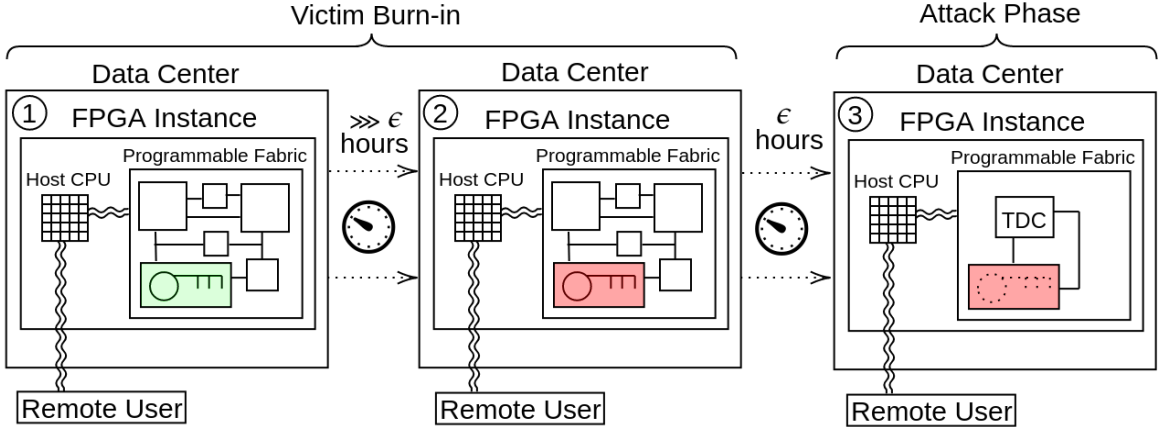 Victim Burn-in
Attack Phase
Data Center
Data Center
Data Center
1
FPGA Instance
Programmable Fabric
Host CPU
Remote User
⋙ ϵ
hours
2
FPGA Instance
Programmable Fabric
Host CPU
Remote User
ϵ
hours
3
FPGA Instance
Programmable Fabric
Host CPU
TDC
Remote User